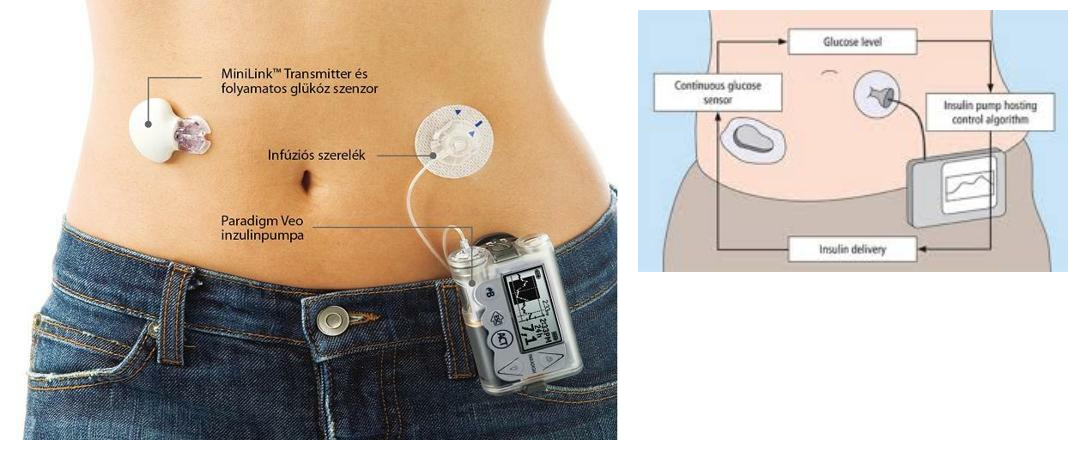 MiniLink™ Transmitter és
folyamatos glükóz szenzor
Infúziós szerelék
Paradigm Veo
inzulinpumpa
ACT
Glucose level
Continuous glucose
sensor
Insulin pump hosting
control algorithm
Insulin delivery